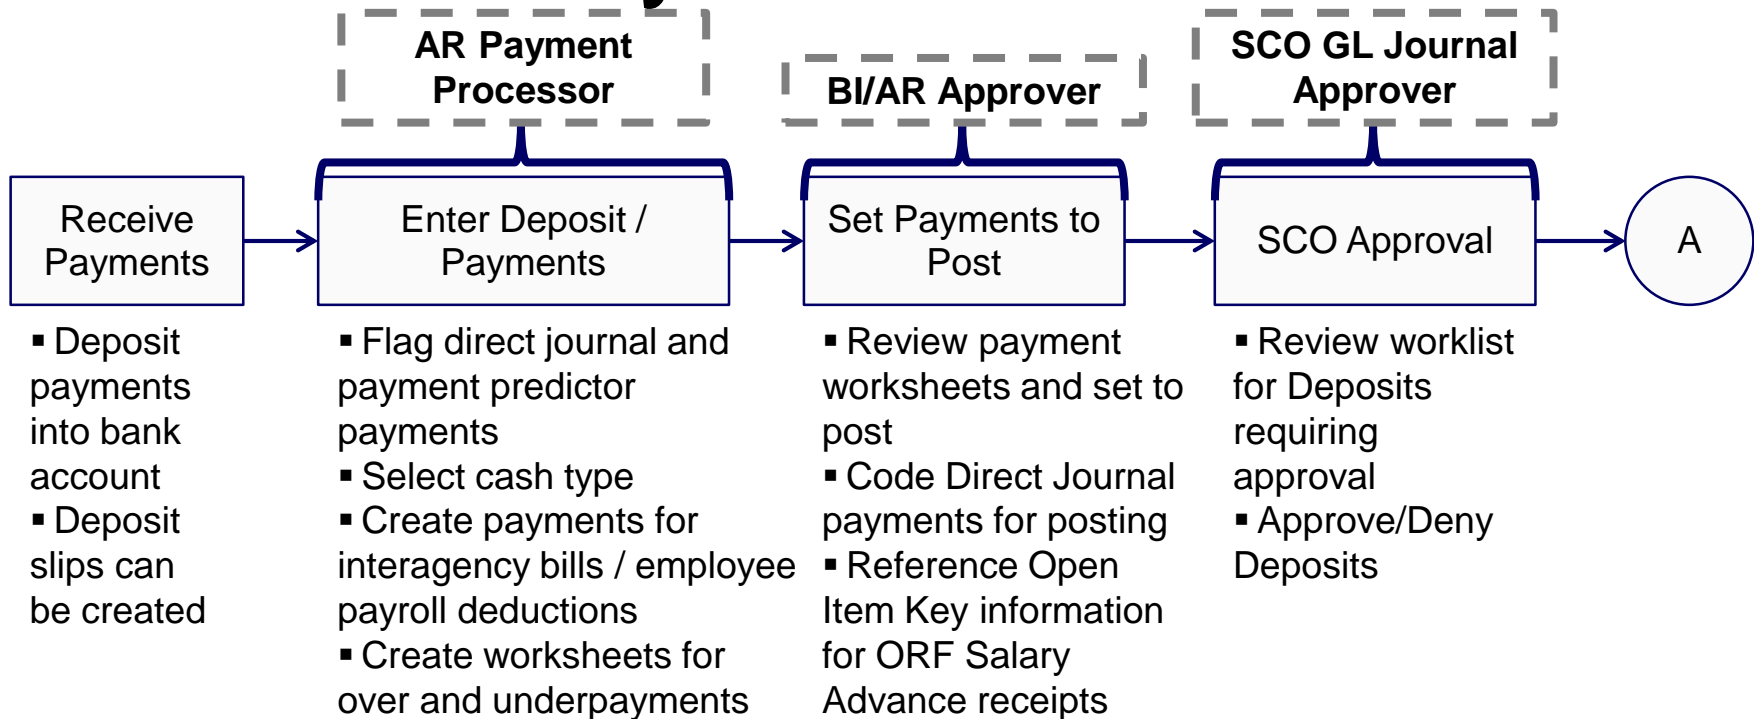 AR Payment
Processor
BI/AR Approver
SCO GL Journal
Approver
Receive
Payments
Enter Deposit /
Payments
Set Payments to
Post
SCO Approval
A
▪ Deposit
payments
into bank
account
▪ Deposit
slips can
be created
▪ Flag direct journal and
payment predictor
payments
▪ Select cash type
▪ Create payments for
interagency bills / employee
payroll deductions
▪ Create worksheets for
over and underpayments
▪ Review payment
worksheets and set to
post
▪ Code Direct Journal
payments for posting
▪ Reference Open
Item Key information
for ORF Salary
Advance receipts
▪ Review worklist
for Deposits
requiring
approval
▪ Approve/Deny
Deposits